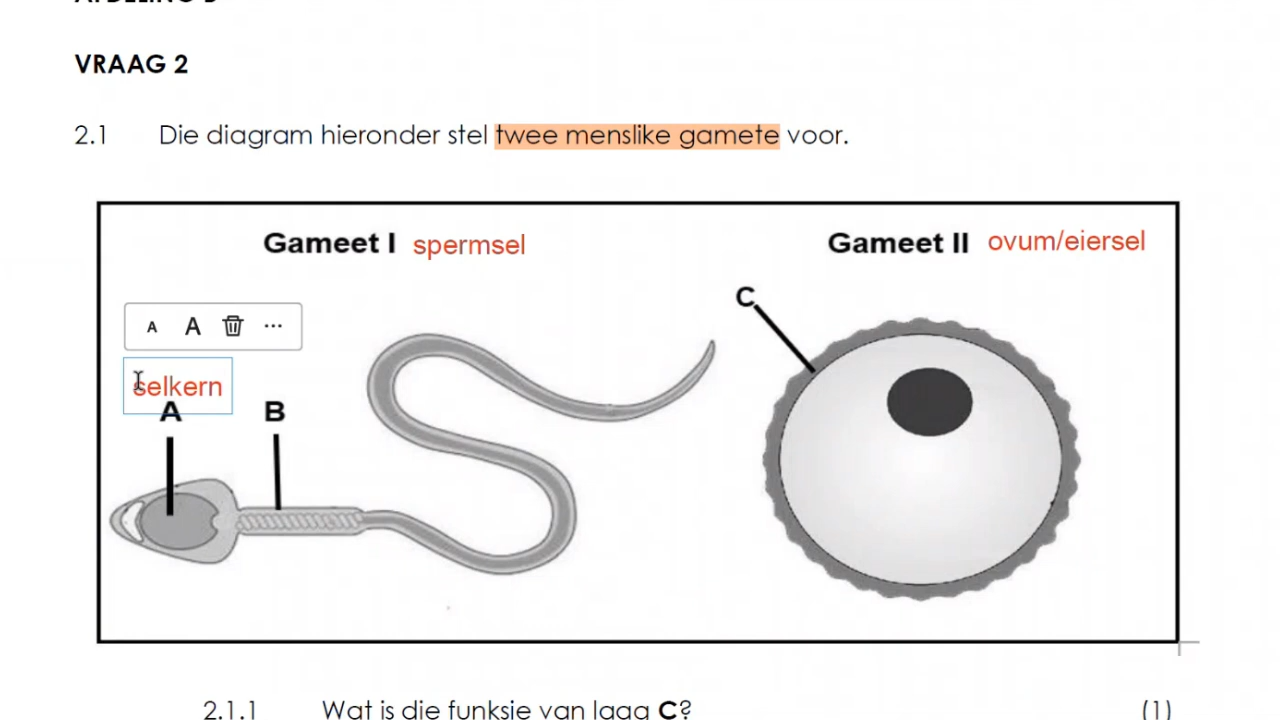 VRAAG 2
2.1 Die diagram hieronder stel twee menslike gamete voor.
Gameet I spermsel
Gameet II ovum/eiersel
C
A A ...
selkern
A B
2.1.1 Wat is die funksie van laag C? (1)